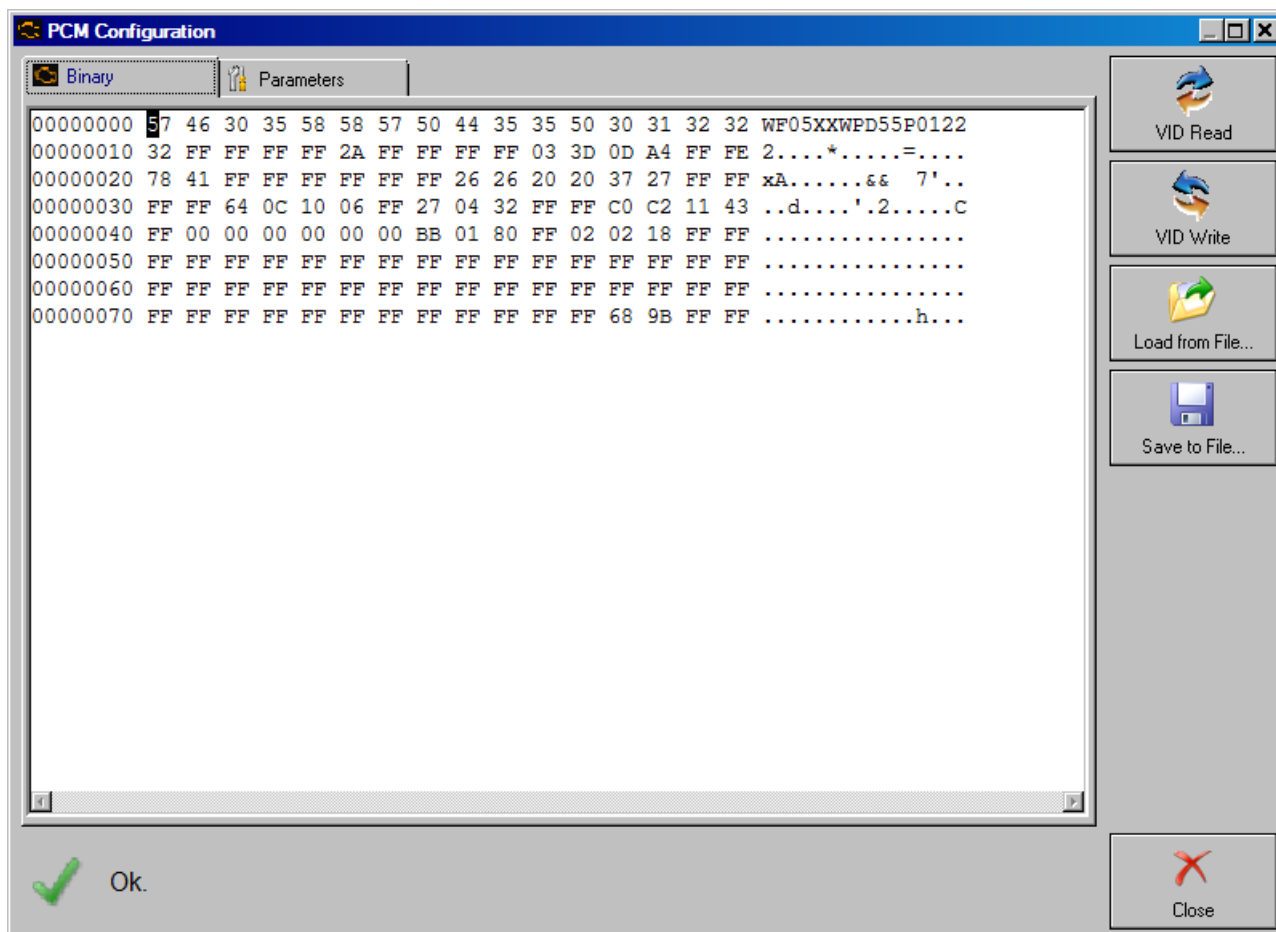 PCM Configuration
Binary
Parameters
00000000 57 46 30 35 58 58 57 50 44 35 35 50 30 31 32 32 WF05XXWPD55P0122
00000010 32 FF FF FF FF 2A FF FF FF FF 03 3D 0D A4 FF FE 2....*.....=....
00000020 78 41 FF FF FF FF FF FF 26 26 20 20 37 27 FF FF xA......&&  7'..
00000030 FF FF 64 0C 10 06 FF 27 04 32 FF FF C0 C2 11 43 ..d....'.2.....C
00000040 FF 00 00 00 00 00 00 BB 01 80 FF 02 02 18 FF FF ................
00000050 FF FF FF FF FF FF FF FF FF FF FF FF FF FF FF FF ................
00000060 FF FF FF FF FF FF FF FF FF FF FF FF FF FF FF FF ................
00000070 FF FF FF FF FF FF FF FF FF FF FF FF 68 9B FF FF ............h...
VID Read
VID Write
Load from File...
Save to File...
Ok.
Close